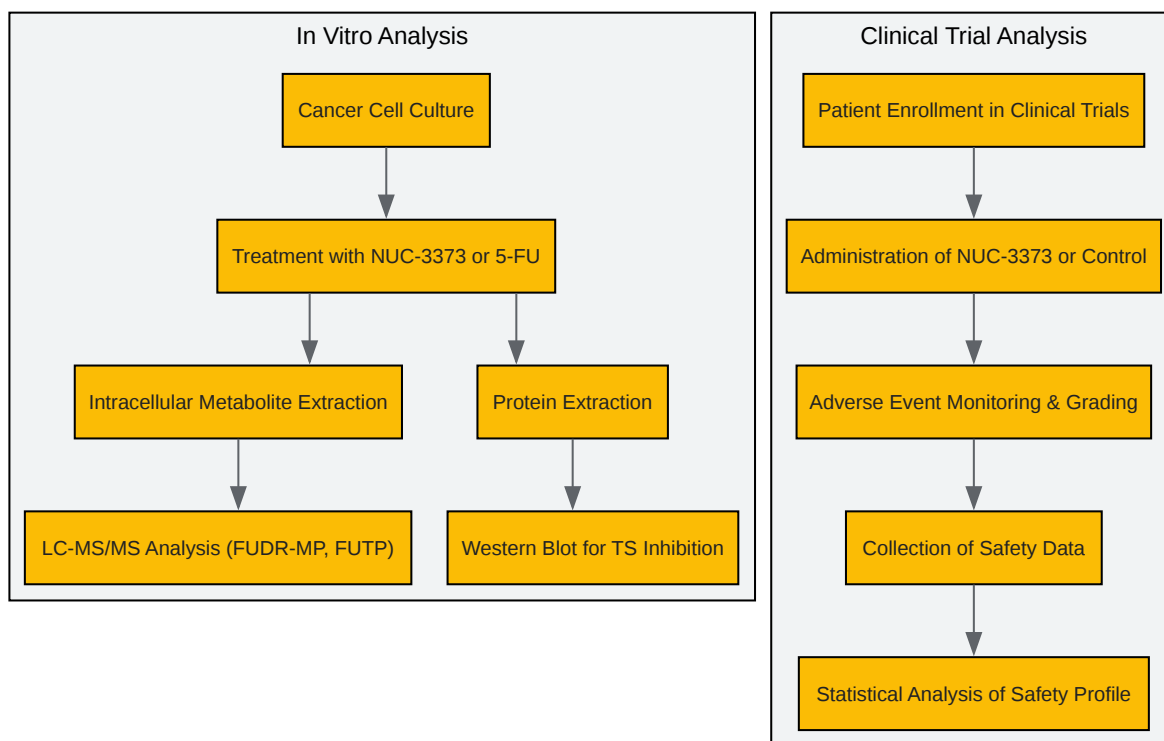 In Vitro Analysis
Cancer Cell Culture
Treatment with NUC-3373 or 5-FU
Intracellular Metabolite Extraction
Protein Extraction
LC-MS/MS Analysis (FUDR-MP, FUTP)
Western Blot for TS Inhibition
Clinical Trial Analysis
Patient Enrollment in Clinical Trials
Administration of NUC-3373 or Control
Adverse Event Monitoring & Grading
Collection of Safety Data
Statistical Analysis of Safety Profile